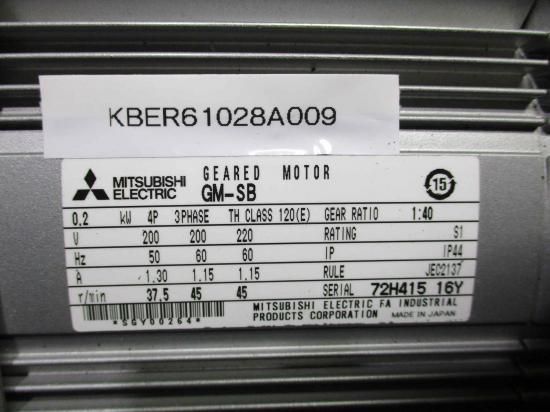 KBER61028A009
MITSUBISHI ELECTRIC
GEARED MOTOR
GM-SB
15
0.2 kW 4P 3PHASE TH CLASS 120(E) GEAR RATIO 1:40
V 200 200 220 RATING S1
Hz 50 60 60 IP IP44
A 1.30 1.15 1.15 RULE JEC2137
r/min 37.5 45 45 SERIAL 72H415 16Y
*SGY00264*
MITSUBISHI ELECTRIC FA INDUSTRIAL
PRODUCTS CORPORATION MADE IN JAPAN